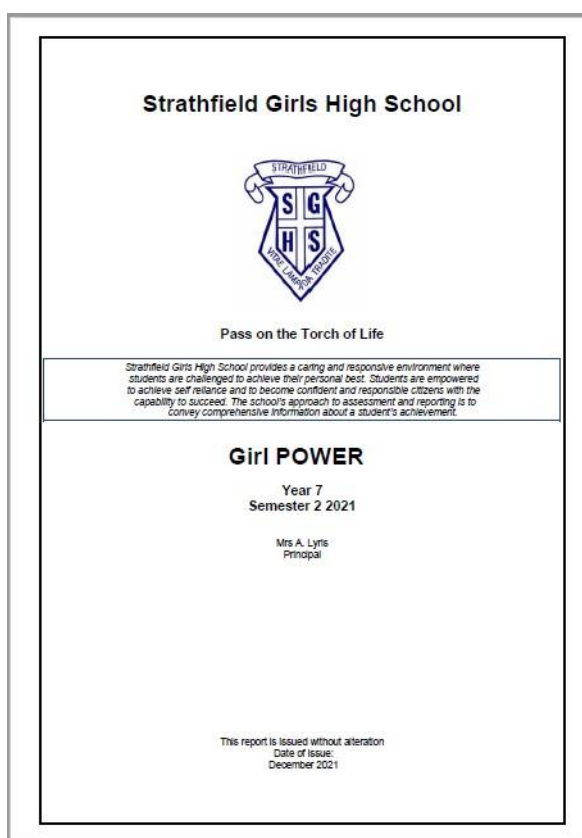 Strathfield Girls High School
STRATHFIELD
S G
H S
VITAE LAMPADA TRADITE
Pass on the Torch of Life
Strathfield Girls High School provides a caring and responsive environment where
students are challenged to achieve their personal best. Students are empowered
to achieve self reliance and to become confident and responsible citizens with the
capability to succeed. The school's approach to assessment and reporting is to
convey comprehensive information about a student's achievement.
Girl POWER
Year 7
Semester 2 2021
Mrs A. Lyris
Principal
This report is issued without alteration
Date of Issue:
December 2021